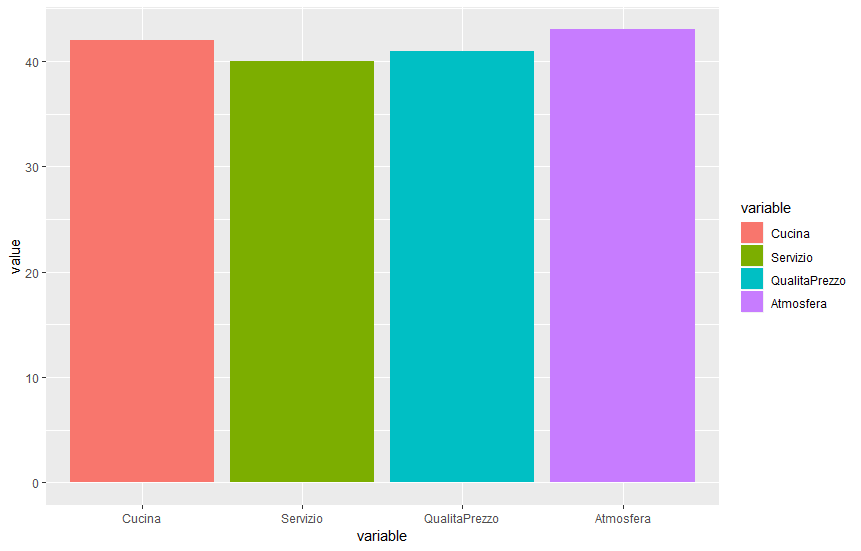 value
40
30
20
10
0
Cucina
Servizio
QualitaPrezzo
Atmosfera
variable
variable
Cucina
Servizio
QualitaPrezzo
Atmosfera